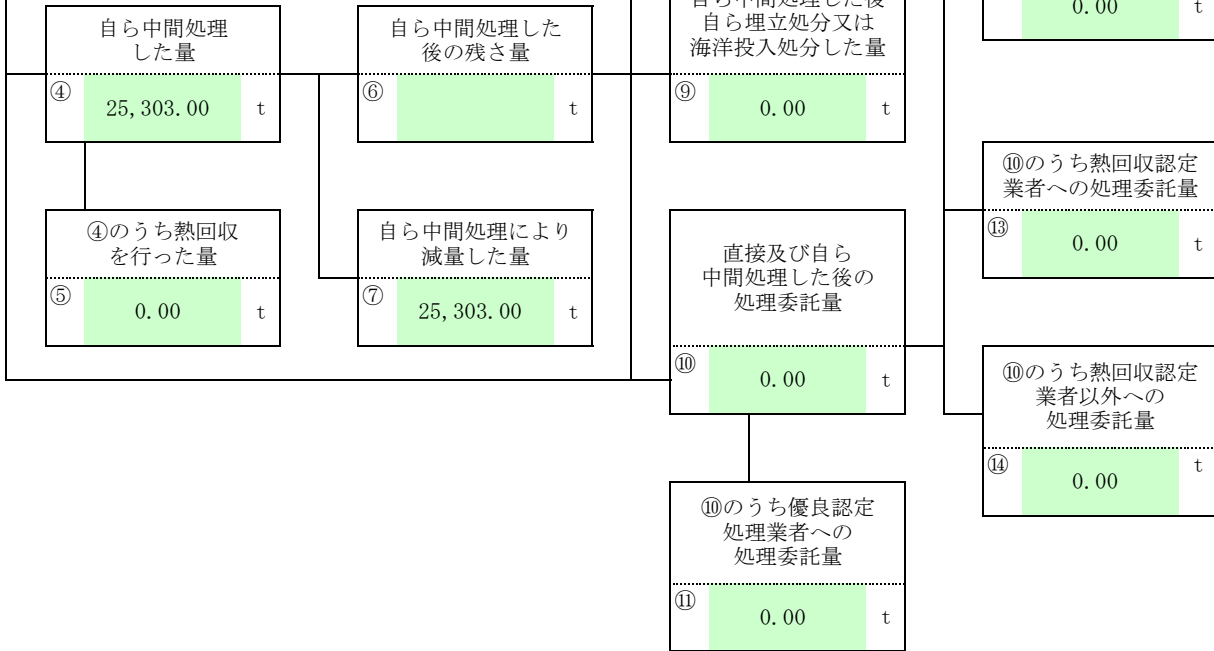 自ら中間処理
した量
④
25,303.00 t
自ら中間処理した
後の残さ量
⑥
t
自ら中間処理した後
自ら埋立処分又は
海洋投入処分した量
⑨
0.00 t
0.00 t
④のうち熱回収
を行った量
⑤
0.00 t
自ら中間処理により
減量した量
⑦
25,303.00 t
直接及び自ら
中間処理した後の
処理委託量
⑩
0.00 t
⑩のうち熱回収認定
業者への処理委託量
⑬
0.00 t
⑩のうち熱回収認定
業者以外への
処理委託量
⑭
0.00 t
⑩のうち優良認定
処理業者への
処理委託量
⑪
0.00 t